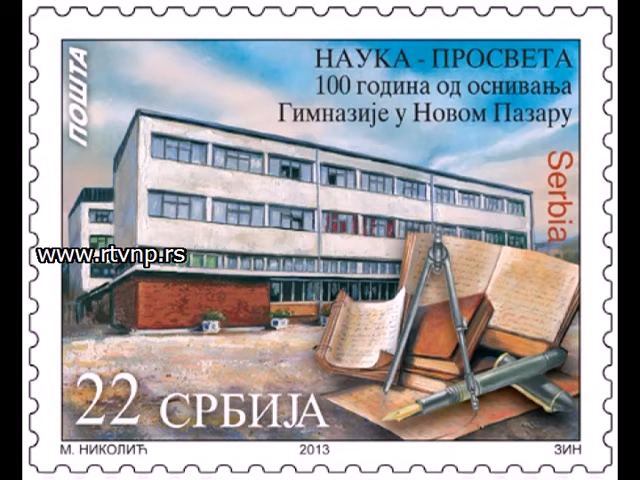 НАУКА - ПРОСВЕТА
100 година од оснивања
Гимназије у Новом Пазару
ПОШТА
Serbia
www.rtvnp.rs
22 СРБИЈА
М. НИКОЛИЋ 2013 ЗИН